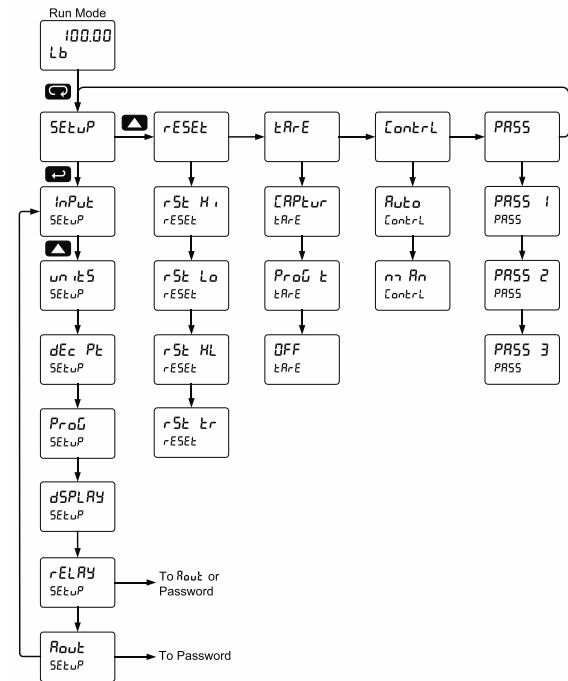 Run Mode
100.00
Lb
SEtuP
rESEt
tArE
ContrL
PASS
InPut
SEtuP
rSt Hi
rESEt
CAPtur
tArE
Auto
ContrL
PASS 1
PASS
unitS
SEtuP
rSt Lo
rESEt
ProG t
tArE
mAn
ContrL
PASS 2
PASS
dEc Pt
SEtuP
rSt HL
rESEt
OFF
tArE
PASS 3
PASS
ProG
SEtuP
rSt tr
rESEt
dSPLAY
SEtuP
rELAY
SEtuP
To Aout or
Password
Aout
SEtuP
To Password